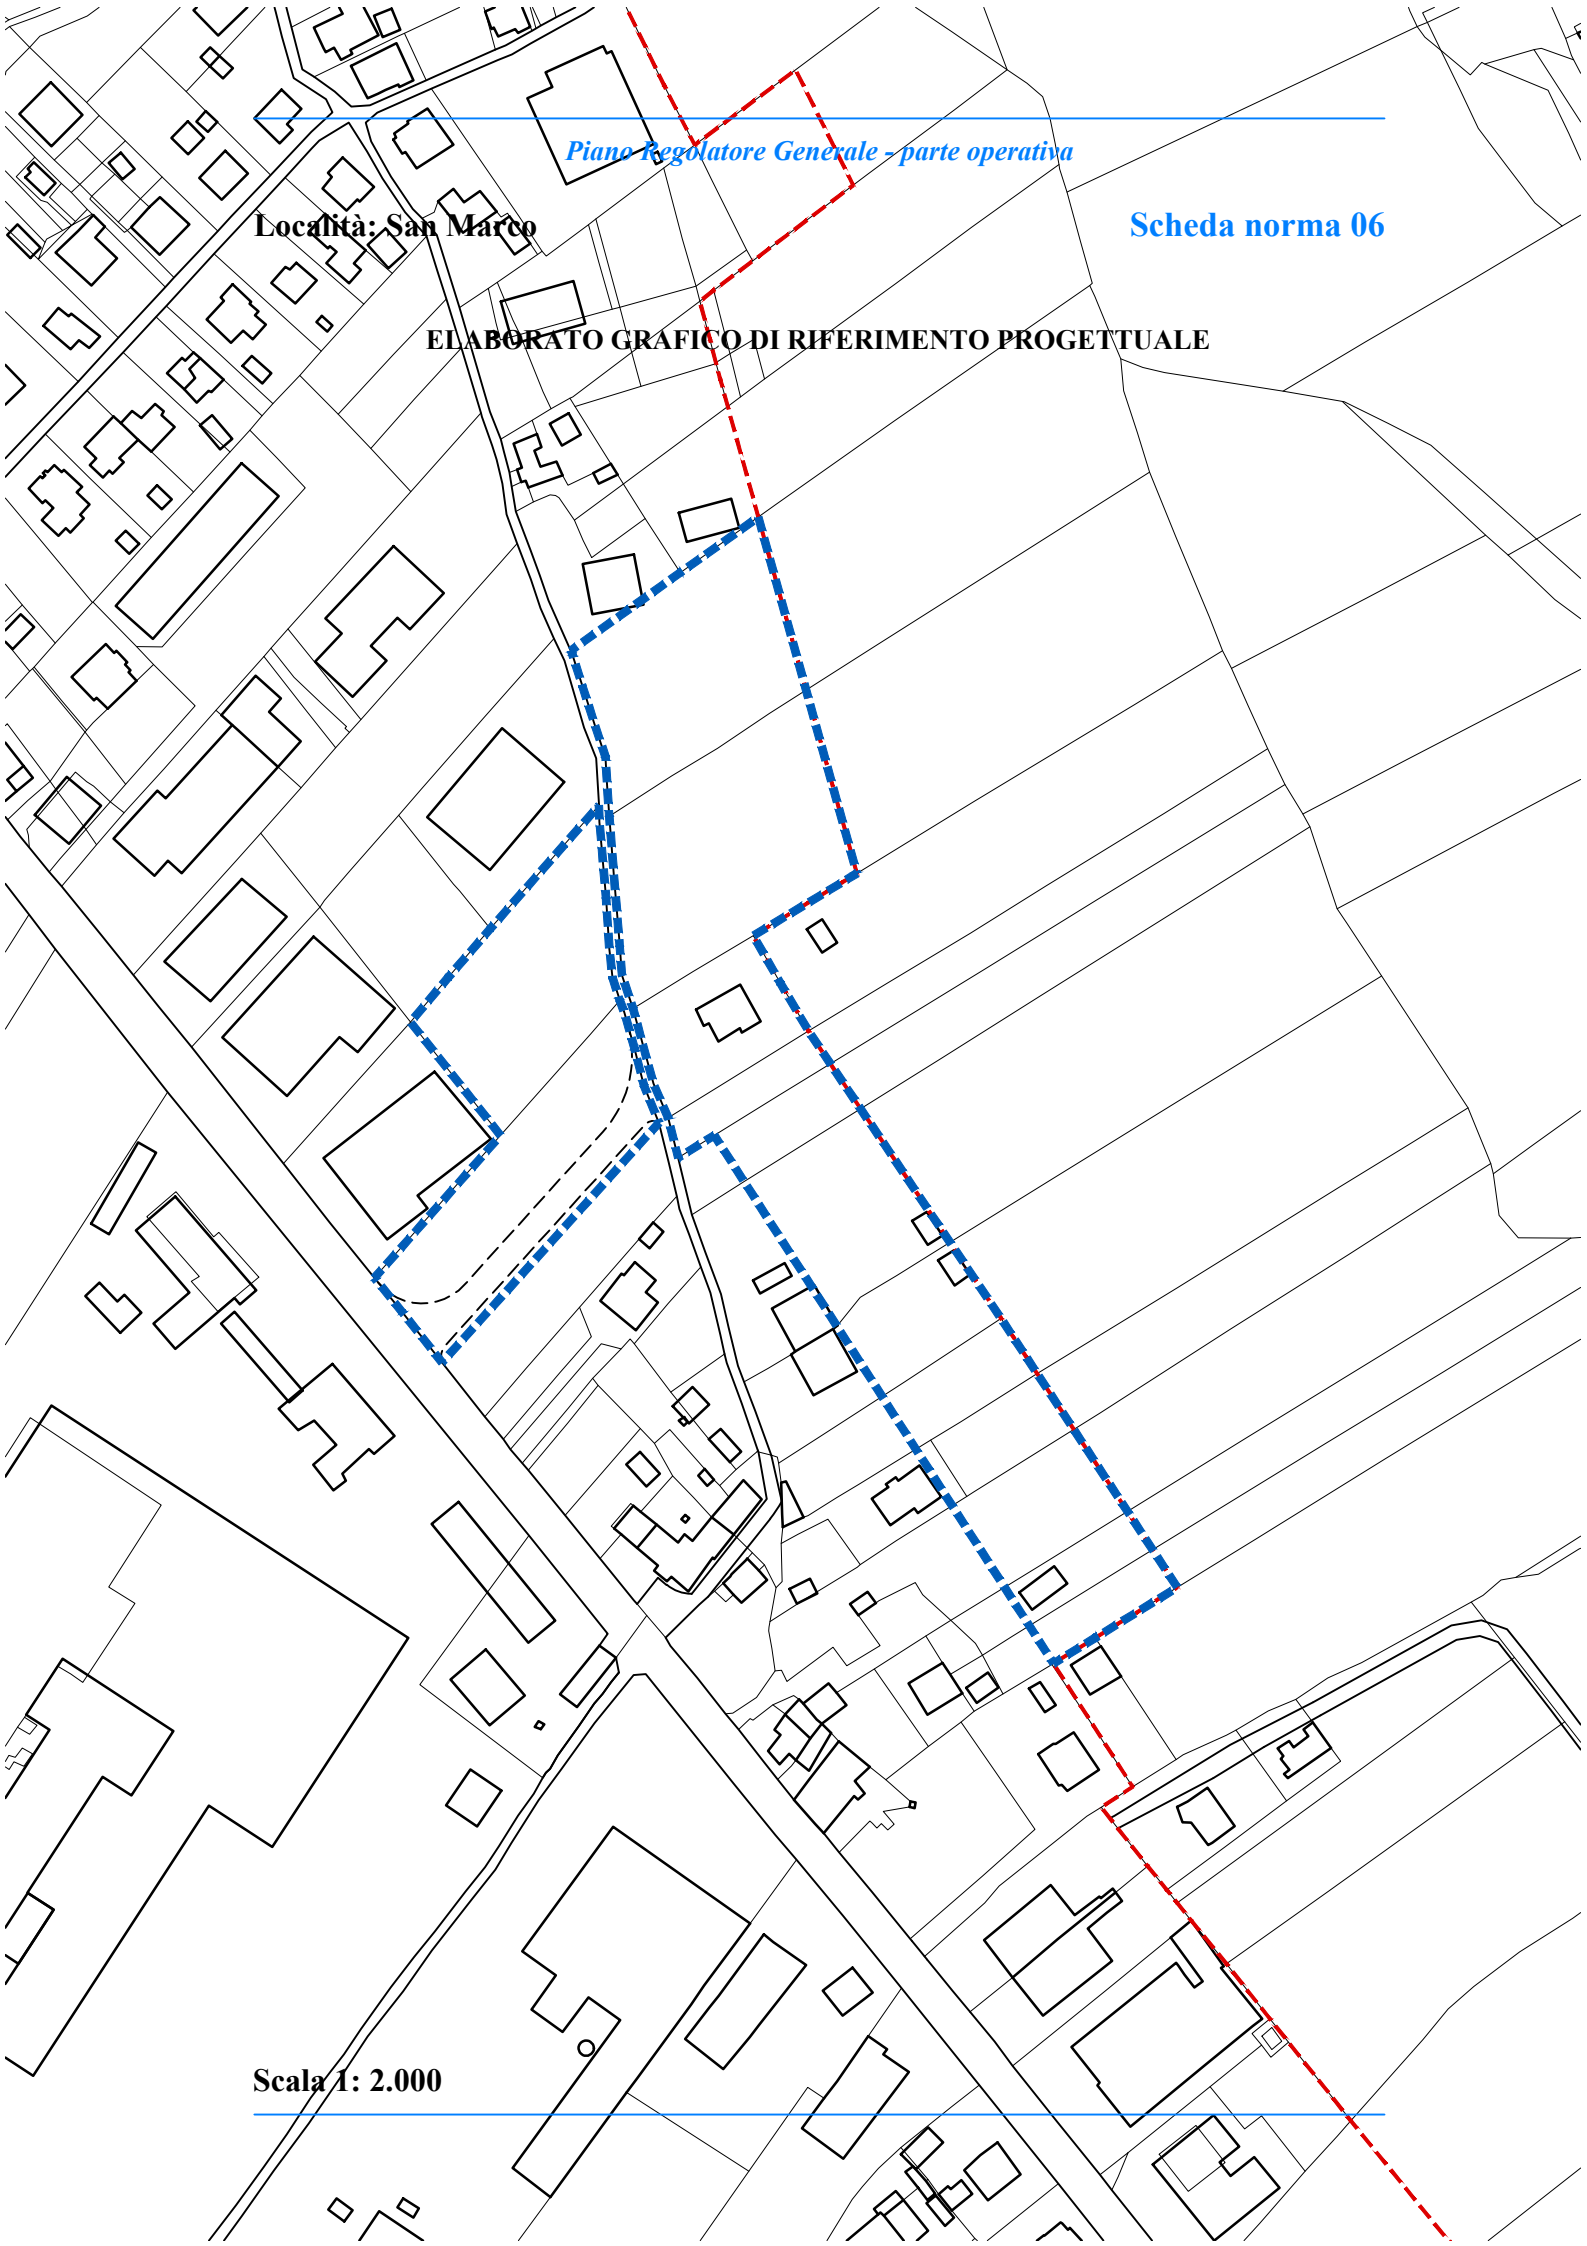 Piano Regolatore Generale - parte operativa
Località: San Marco
Scheda norma 06
ELABORATO GRAFICO DI RIFERIMENTO PROGETTUALE
Scala 1: 2.000